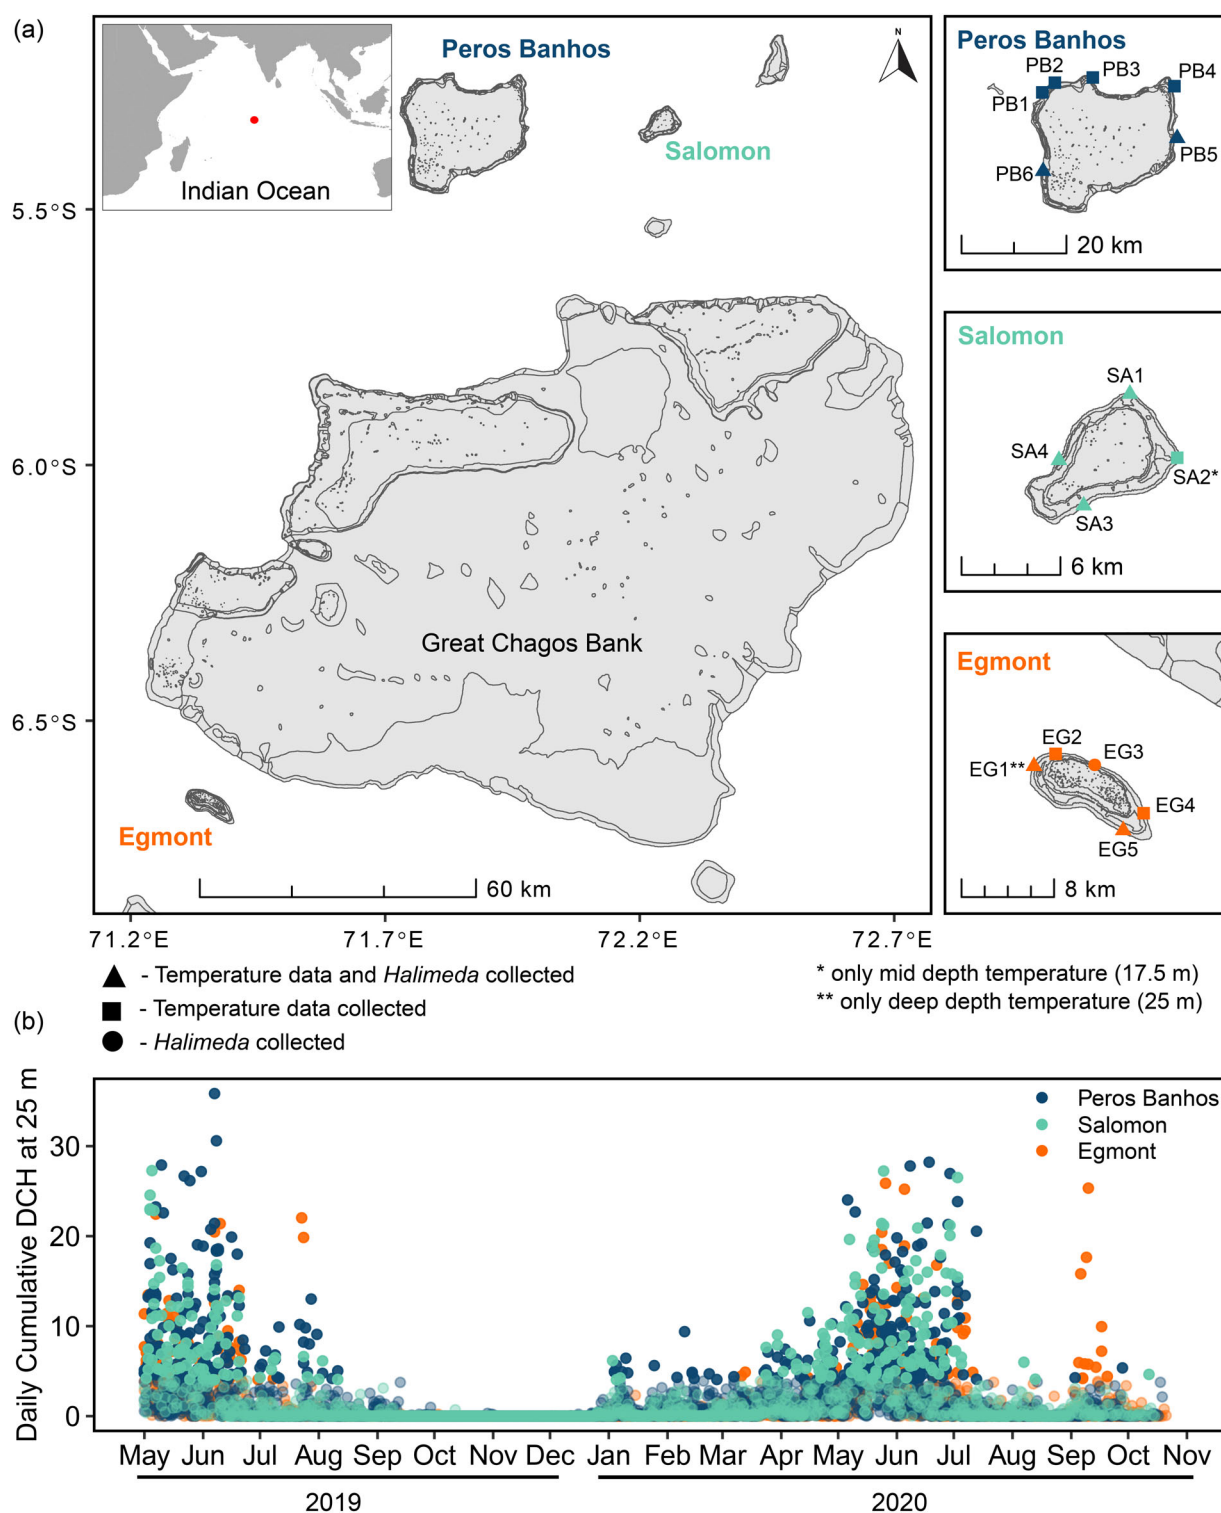 (a)
N
Peros Banhos
Salomon
Indian Ocean
5.5°S
6.0°S
6.5°S
Great Chagos Bank
Egmont
60 km
71.2°E
71.7°E
72.2°E
72.7°E
Peros Banhos
PB2
PB3
PB4
PB1
PB5
PB6
20 km
Salomon
SA1
SA4
SA2*
SA3
6 km
Egmont
EG2
EG3
EG1**
EG4
EG5
8 km
- Temperature data and Halimeda collected
- Temperature data collected
- Halimeda collected
* only mid depth temperature (17.5 m)
** only deep depth temperature (25 m)
(b)
Daily Cumulative DCH at 25 m
30
20
10
0
Peros Banhos
Salomon
Egmont
May Jun Jul Aug Sep Oct Nov Dec Jan Feb Mar Apr May Jun Jul Aug Sep Oct Nov
2019
2020